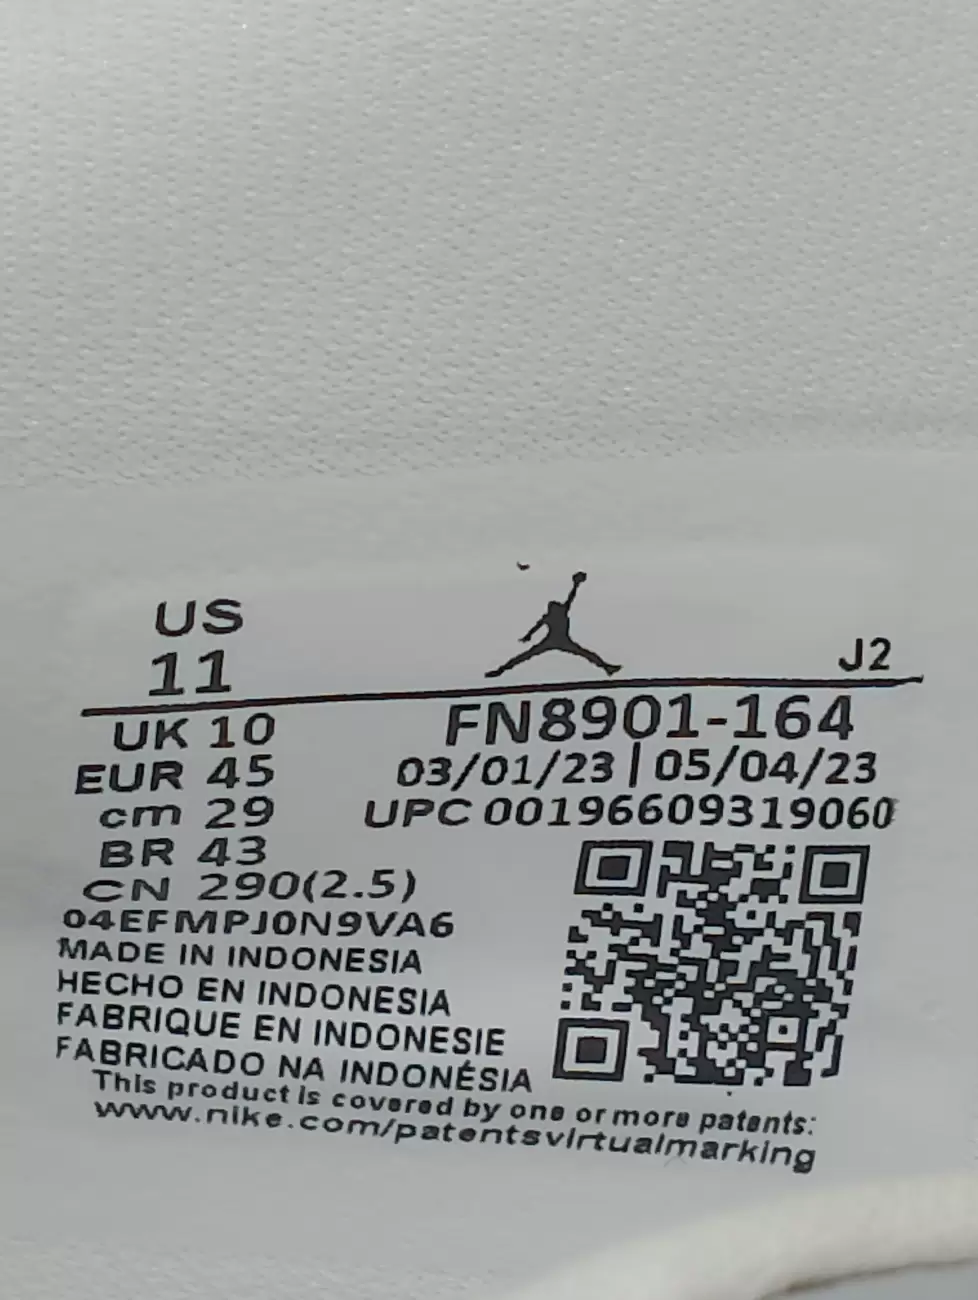 US
11
J2
UK 10
FN8901-164
EUR 45
03/01/23 | 05/04/23
cm 29
UPC 00196609319060
BR 43
CN 290(2.5)
04EFMPJ0N9VA6
MADE IN INDONESIA
HECHO EN INDONESIA
FABRIQUE EN INDONESIE
FABRICADO NA INDONÉSIA
This product is covered by one or more patents:
www.nike.com/patentsvirtualmarking